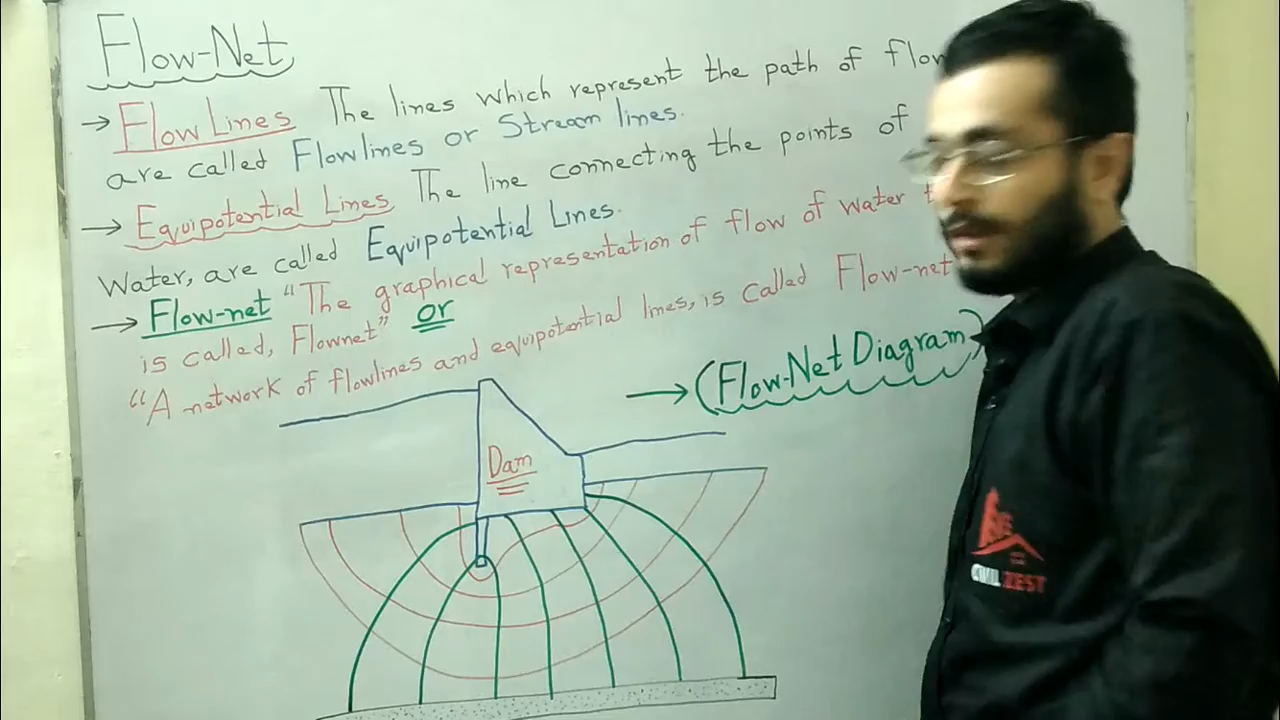 Flow-Net
→ Flow Lines The lines which represent the path of flow
are called Flowlines or Stream lines.
→ Equipotential Lines The line connecting the points of
Water, are called Equipotential Lines.
→ Flow-net "The graphical representation of flow of water
is called, Flownet" or
"A network of flowlines and equipotential lines, is called Flow-net
→ (Flow-Net Diagram)
Dam
CIVIL ZEST